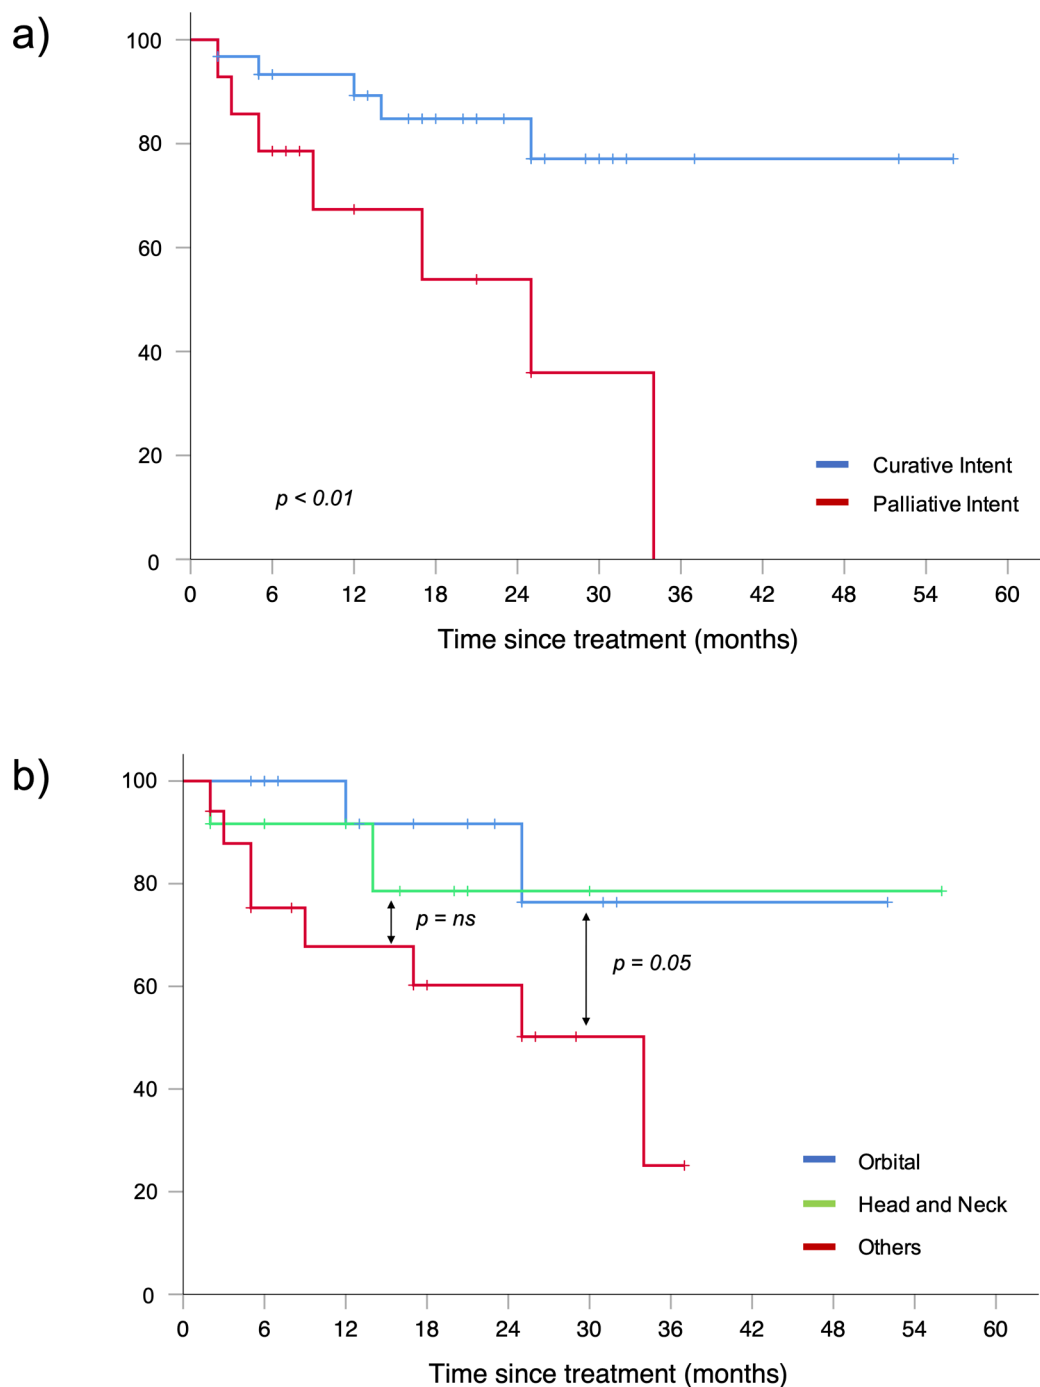 a)
100
80
60
40
20
0
p < 0.01
Curative Intent
Palliative Intent
0 6 12 18 24 30 36 42 48 54 60
Time since treatment (months)
b)
100
80
60
40
20
0
p = ns
p = 0.05
Orbital
Head and Neck
Others
0 6 12 18 24 30 36 42 48 54 60
Time since treatment (months)